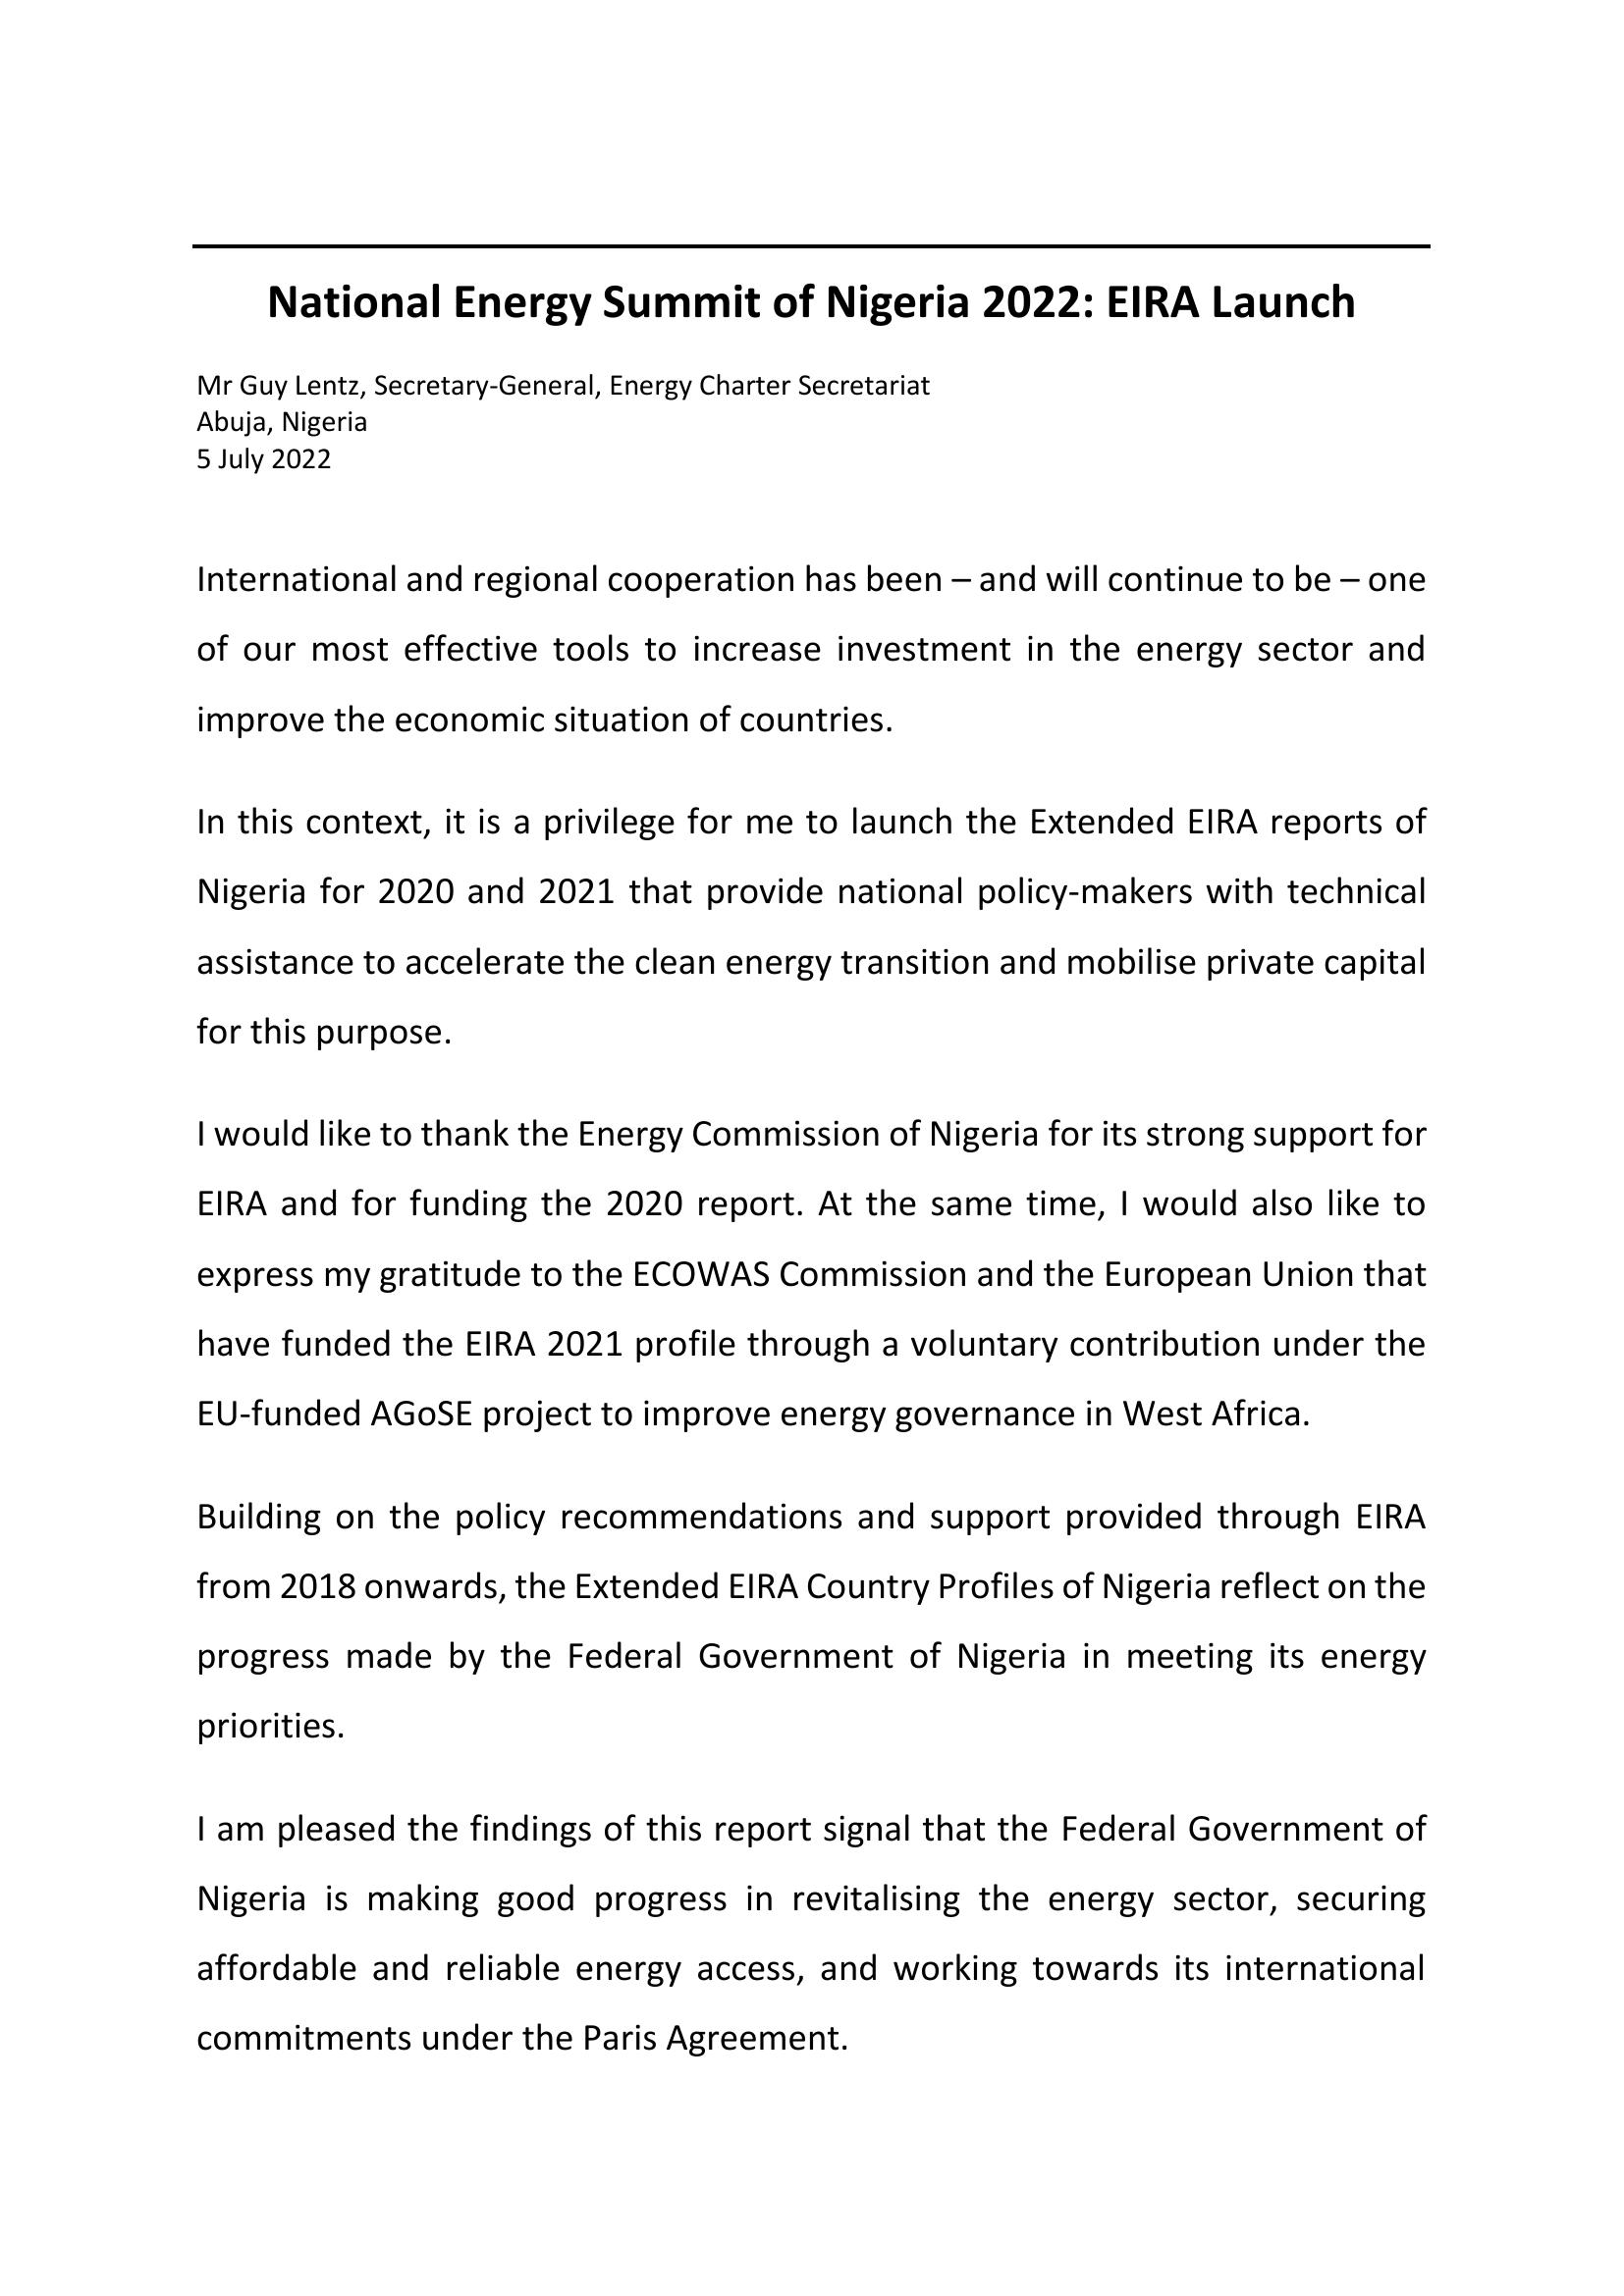 National Energy Summit of Nigeria 2022: EIRA Launch
Mr Guy Lentz, Secretary-General, Energy Charter Secretariat
Abuja, Nigeria
5 July 2022
International and regional cooperation has been – and will continue to be – one
of our most effective tools to increase investment in the energy sector and
improve the economic situation of countries.
In this context, it is a privilege for me to launch the Extended EIRA reports of
Nigeria for 2020 and 2021 that provide national policy-makers with technical
assistance to accelerate the clean energy transition and mobilise private capital
for this purpose.
I would like to thank the Energy Commission of Nigeria for its strong support for
EIRA and for funding the 2020 report. At the same time, I would also like to
express my gratitude to the ECOWAS Commission and the European Union that
have funded the EIRA 2021 profile through a voluntary contribution under the
EU-funded AGoSE project to improve energy governance in West Africa.
Building on the policy recommendations and support provided through EIRA
from 2018 onwards, the Extended EIRA Country Profiles of Nigeria reflect on the
progress made by the Federal Government of Nigeria in meeting its energy
priorities.
I am pleased the findings of this report signal that the Federal Government of
Nigeria is making good progress in revitalising the energy sector, securing
affordable and reliable energy access, and working towards its international
commitments under the Paris Agreement.